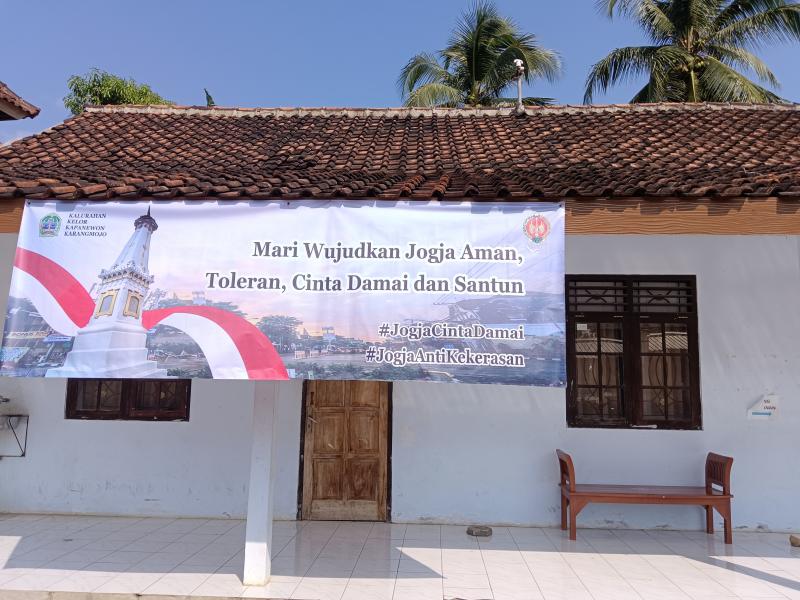 KALURAHAN
KELOR
KAPANEWON
KARANGMOJO
Mari Wujudkan Jogja Aman,
Toleran, Cinta Damai dan Santun
#JogjaCintaDamai
#JogjaAntiKekerasan